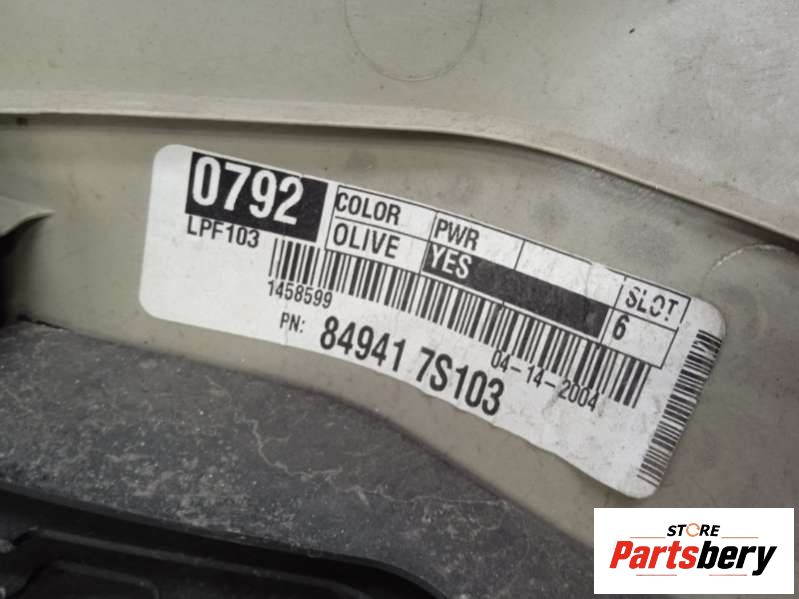 0792
LPF103
COLOR
OLIVE
PWR
YES
SLOT
6
1458599
PN: 84941 7S103
04-14-2004
STORE
Partsbery